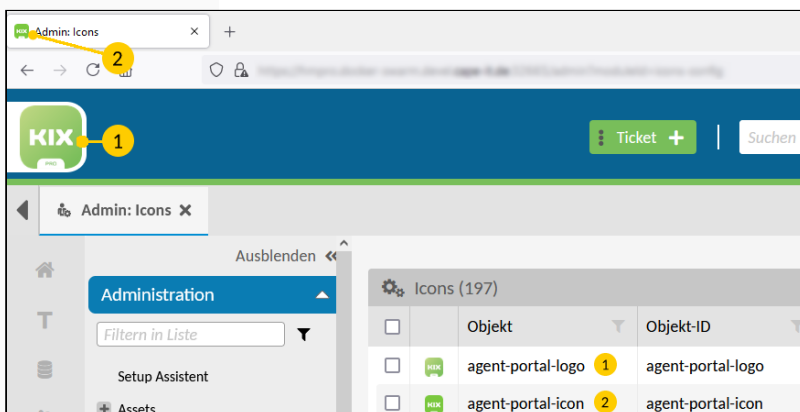 KIX Admin: Icons
2
KIX 1
PRO
Ticket
Suchen
Admin: Icons
Ausblenden
Administration
Icons (197)
Filtern in Liste
Objekt Objekt-ID
T
Setup Assistent
KIX agent-portal-logo 1 agent-portal-logo
Assets
KIX agent-portal-icon 2 agent-portal-icon